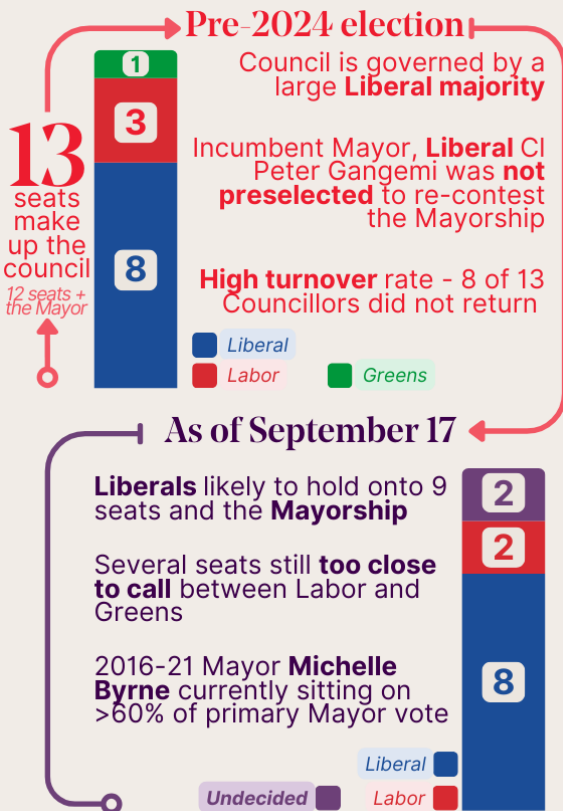 Pre-2024 election
1
3
8
13
seats
make
up the
council
12 seats +
the Mayor
Council is governed by a
large Liberal majority
Incumbent Mayor, Liberal Cl
Peter Gangemi was not
preselected to re-contest
the Mayorship
High turnover rate - 8 of 13
Councillors did not return
Liberal
Labor
Greens
As of September 17
Liberals likely to hold onto 9
seats and the Mayorship
Several seats still too close
to call between Labor and
Greens
2016-21 Mayor Michelle
Byrne currently sitting on
>60% of primary Mayor vote
2
2
8
Liberal
Undecided
Labor